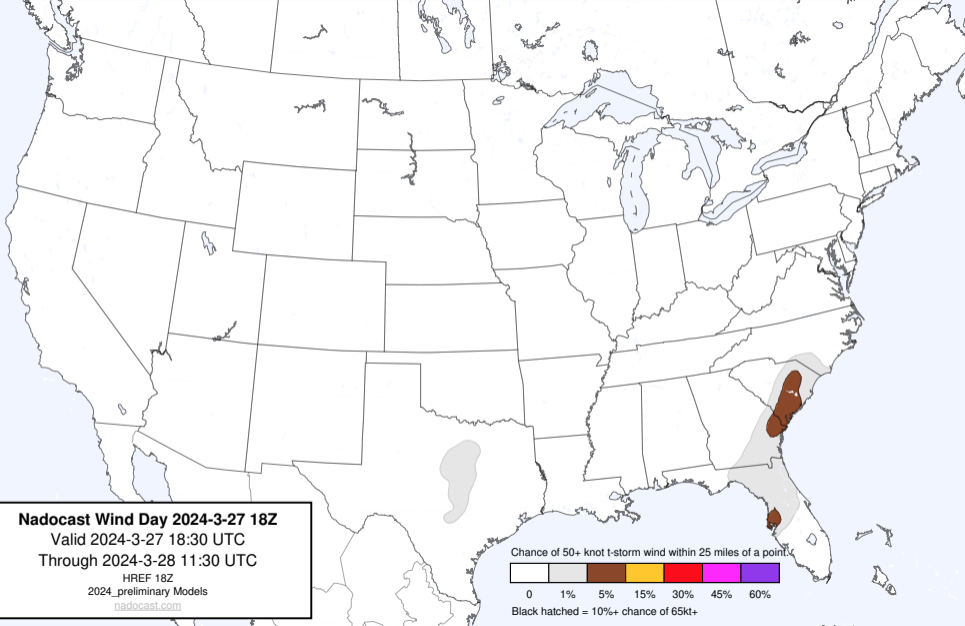 Nadocast Wind Day 2024-3-27 18Z
Valid 2024-3-27 18:30 UTC
Through 2024-3-28 11:30 UTC
HREF 18Z
2024_preliminary Models
nadocast.com
Chance of 50+ knot t-storm wind within 25 miles of a point.
0 1% 5% 15% 30% 45% 60%
Black hatched = 10%+ chance of 65kt+